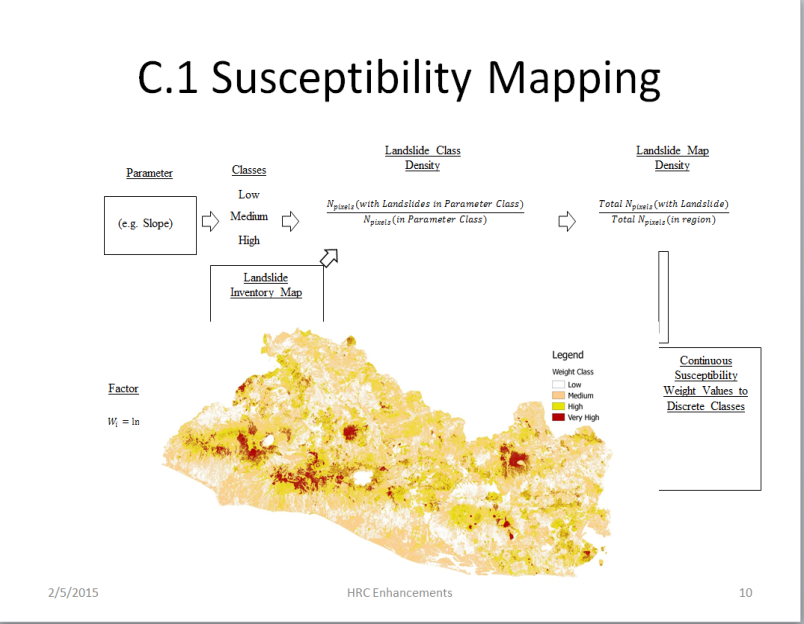 C.1 Susceptibility Mapping
Parameter
(e.g. Slope)
Classes
Low
Medium
High
Landslide Class
Density
N_pixels (with Landslides in Parameter Class)
N_pixels (in Parameter Class)
Landslide Map
Density
Total N_pixels (with Landslide)
Total N_pixels (in region)
Landslide
Inventory Map
Factor
W_i = ln
Legend
Weight Class
Low
Medium
High
Very High
Continuous
Susceptibility
Weight Values to
Discrete Classes
2/5/2015
HRC Enhancements
10